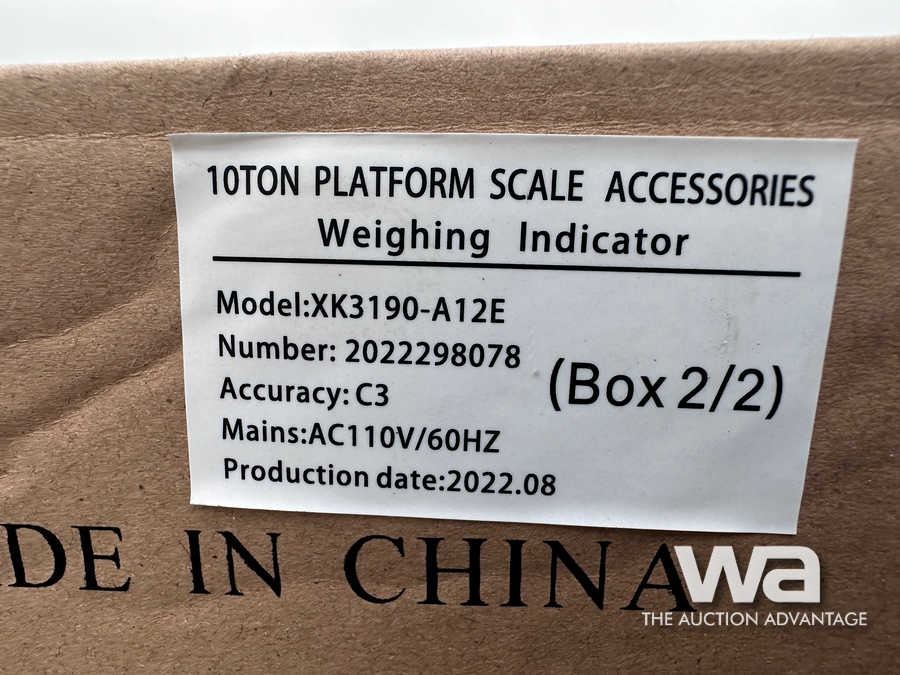 10TON PLATFORM SCALE ACCESSORIES
Weighing Indicator
Model:XK3190-A12E
Number: 2022298078
Accuracy: C3
(Box 2/2)
Mains:AC110V/60HZ
Production date:2022.08
DE IN CHINA
wa
THE AUCTION ADVANTAGE